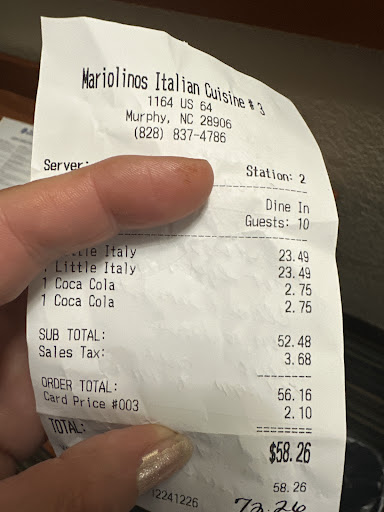 Mariolinos Italian Cuisine # 3
1164 US 64
Murphy, NC 28906
(828) 837-4786
Server: Station: 2
Dine In
Guests: 10
Little Italy 23.49
Little Italy 23.49
1 Coca Cola 2.75
1 Coca Cola 2.75
SUB TOTAL: 52.48
Sales Tax: 3.68
ORDER TOTAL: 56.16
Card Price #003 2.10
TOTAL: $58.26
58.26
12241226 72.26